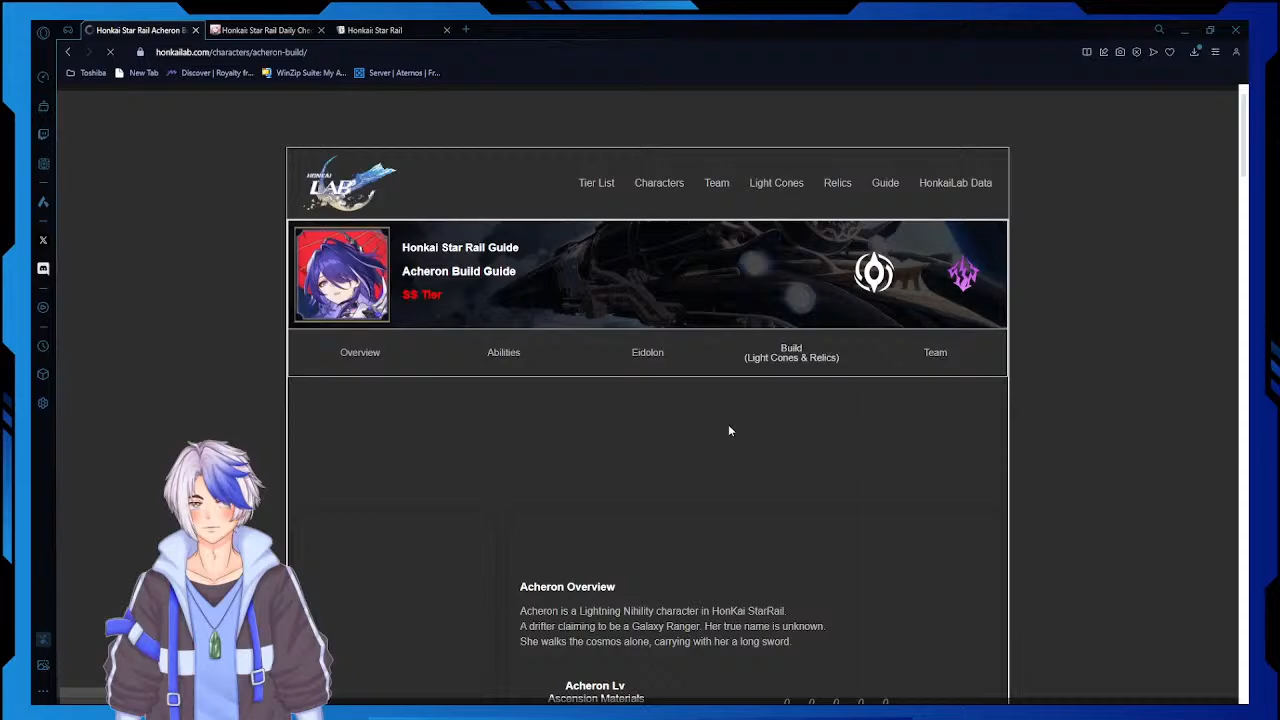 Honkai Star Rail Acheron B
Honkai Star Rail Daily Che
Honkai Star Rail
honkailab.com/characters/acheron-build/
Toshiba
New Tab
Discover | Royalty fr...
WinZip Suite: My A...
Server | Aternos | Fr...
HONKAI
LAB
Tier List
Characters
Team
Light Cones
Relics
Guide
HonkaiLab Data
Honkai Star Rail Guide
Acheron Build Guide
SS Tier
Overview
Abilities
Eidolon
Build
(Light Cones & Relics)
Team
Acheron Overview
Acheron is a Lightning Nihility character in HonKai StarRail.
A drifter claiming to be a Galaxy Ranger. Her true name is unknown.
She walks the cosmos alone, carrying with her a long sword.
Acheron Lv
Ascension Materials